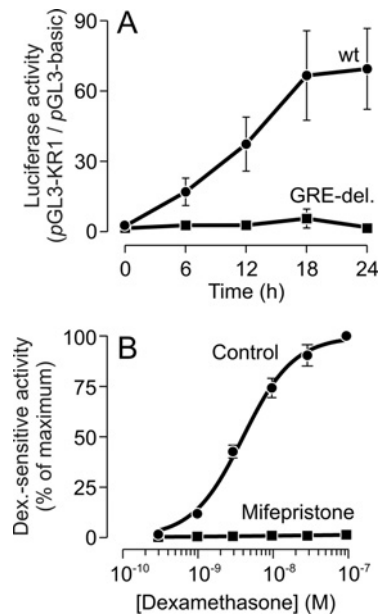 A
Luciferase activity
(pGL3-KR1 / pGL3-basic)
90
60
30
0
wt
GRE-del.
0 6 12 18 24
Time (h)
B
Dex.-sensitive activity
(% of maximum)
100
75
50
25
0
Control
Mifepristone
10⁻¹⁰ 10⁻⁹ 10⁻⁸ 10⁻⁷
[Dexamethasone] (M)